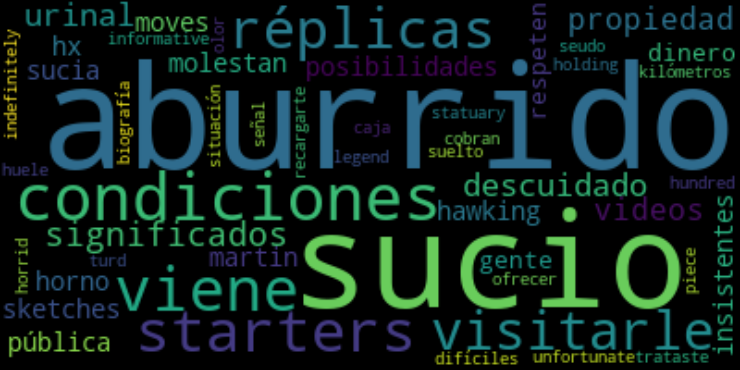 urinal
moves
réplicas
respeten
propiedad
informative
olor
hx
seudo
dinero
indefinitely
sucia
molestan
posibilidades
holding
kilómetros
aburrido
biografía
situación
señal
recargarte
caja
statuary
cobran
legend
suelto
huele
condiciones
descuidado
hundred
hawking
videos
significados
sucio
insistentes
horrid
turd
martin
gente
piece
horno
viene
ofrecer
sketches
starters
visitarle
pública
difíciles
unfortunate
trataste